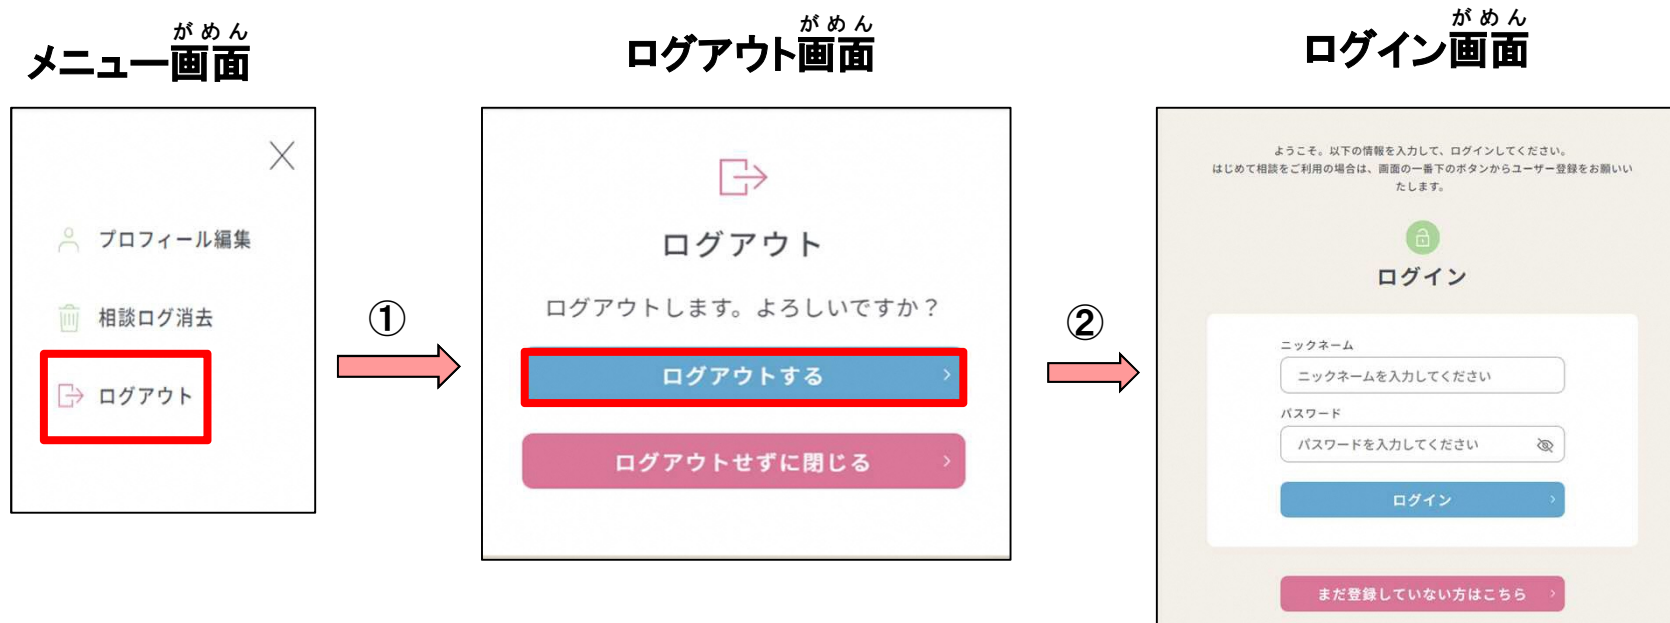 がめん
メニュー画面
プロフィール編集
相談ログ消去
ログアウト
①
がめん
ログアウト画面
ログアウト
ログアウトします。よろしいですか？
ログアウトする
ログアウトせずに閉じる
②
がめん
ログイン画面
ようこそ。以下の情報を入力して、ログインしてください。
はじめて相談をご利用の場合は、画面の一番下のボタンからユーザー登録をお願いい
たします。
ログイン
ニックネーム
ニックネームを入力してください
パスワード
パスワードを入力してください
ログイン
まだ登録していない方はこちら